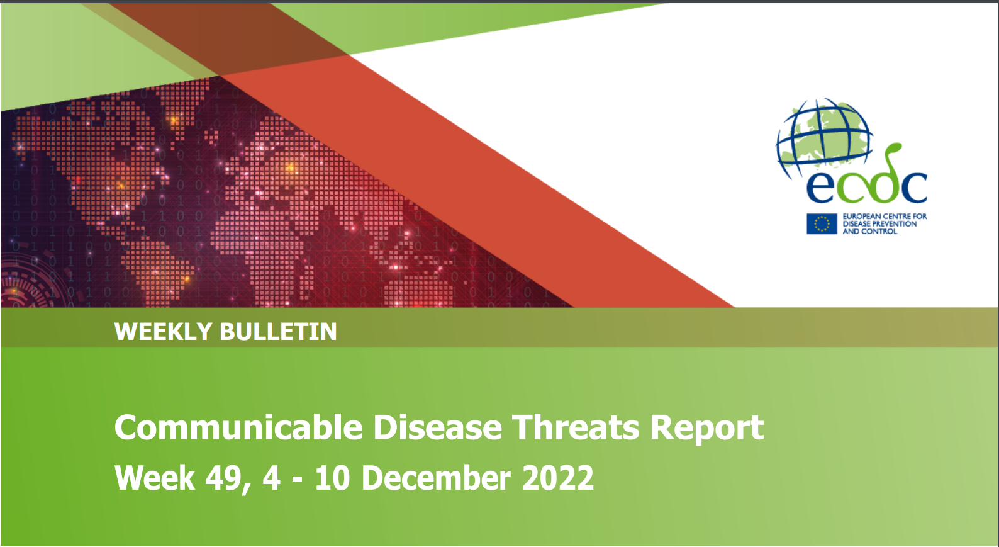 ecdc
EUROPEAN CENTRE FOR
DISEASE PREVENTION
AND CONTROL
WEEKLY BULLETIN
Communicable Disease Threats Report
Week 49, 4 - 10 December 2022